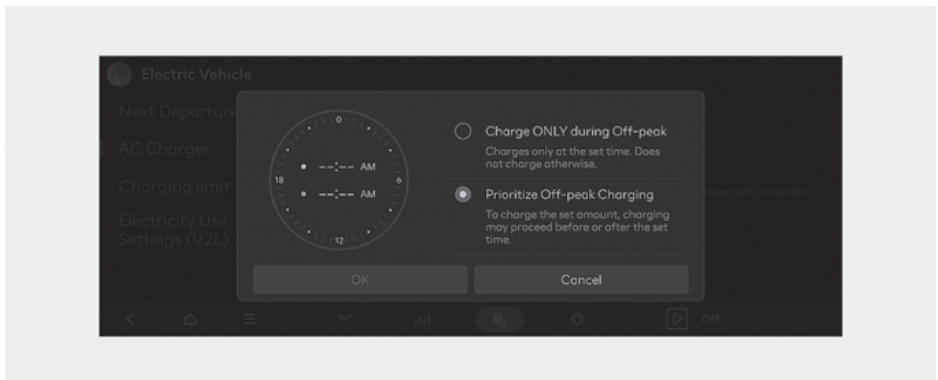 Electric Vehicle
Next Departure
AC Charger
Charging limit
Electricity Use
Settings (V2L)
0
18
6
12
--:-- AM
--:-- AM
Charge ONLY during Off-peak
Charges only at the set time. Does
not charge otherwise.
Prioritize Off-peak Charging
To charge the set amount, charging
may proceed before or after the set
time.
lower the
OK
Cancel
Off